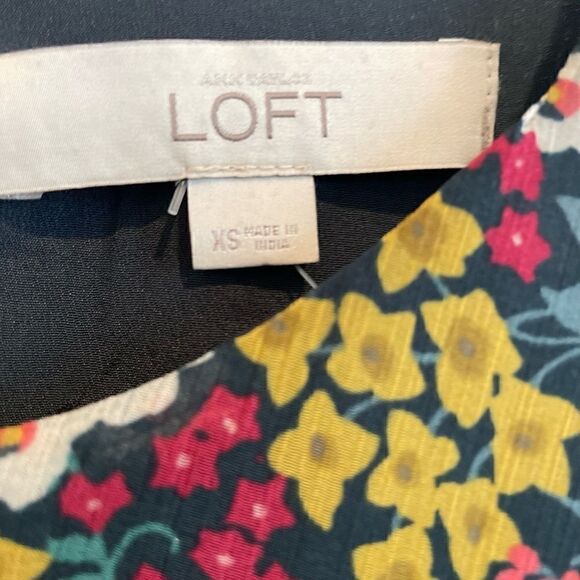 ANN TAYLOR
LOFT
XS MADE IN
INDIA